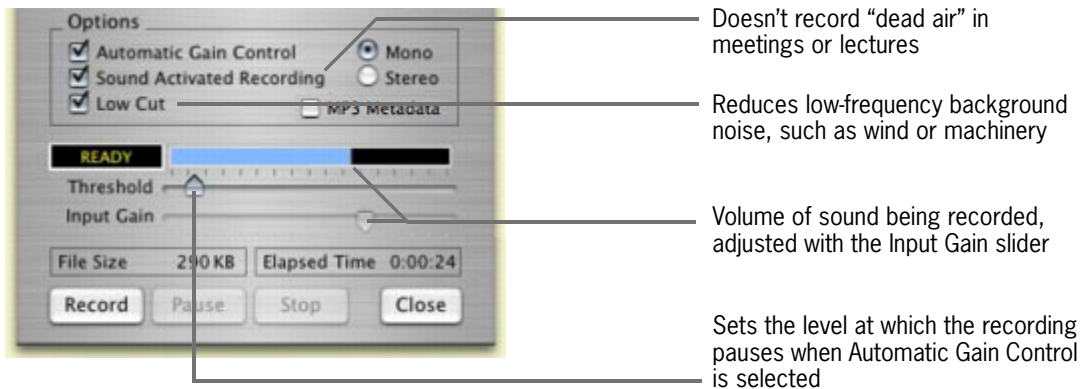 Options
Automatic Gain Control
Mono
Sound Activated Recording
Stereo
Low Cut
MP3 Metadata
READY
Threshold
Input Gain
File Size 290 KB
Elapsed Time 0:00:24
Record
Pause
Stop
Close
Doesn’t record “dead air” in
meetings or lectures
Reduces low-frequency background
noise, such as wind or machinery
Volume of sound being recorded,
adjusted with the Input Gain slider
Sets the level at which the recording
pauses when Automatic Gain Control
is selected